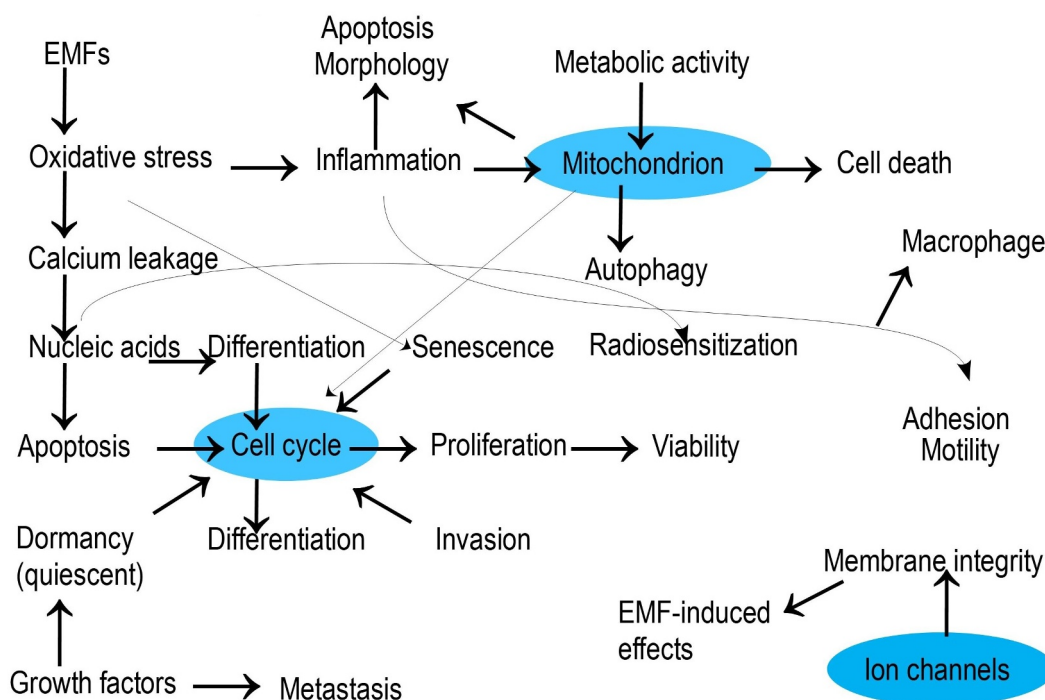 EMFs
Apoptosis
Morphology
Metabolic activity
Oxidative stress
Inflammation
Mitochondrion
Cell death
Calcium leakage
Autophagy
Macrophage
Nucleic acids
Differentiation
Senescence
Radiosensitization
Adhesion
Motility
Apoptosis
Cell cycle
Proliferation
Viability
Dormancy
(quiescent)
Differentiation
Invasion
Membrane integrity
EMF-induced
effects
Ion channels
Growth factors
Metastasis